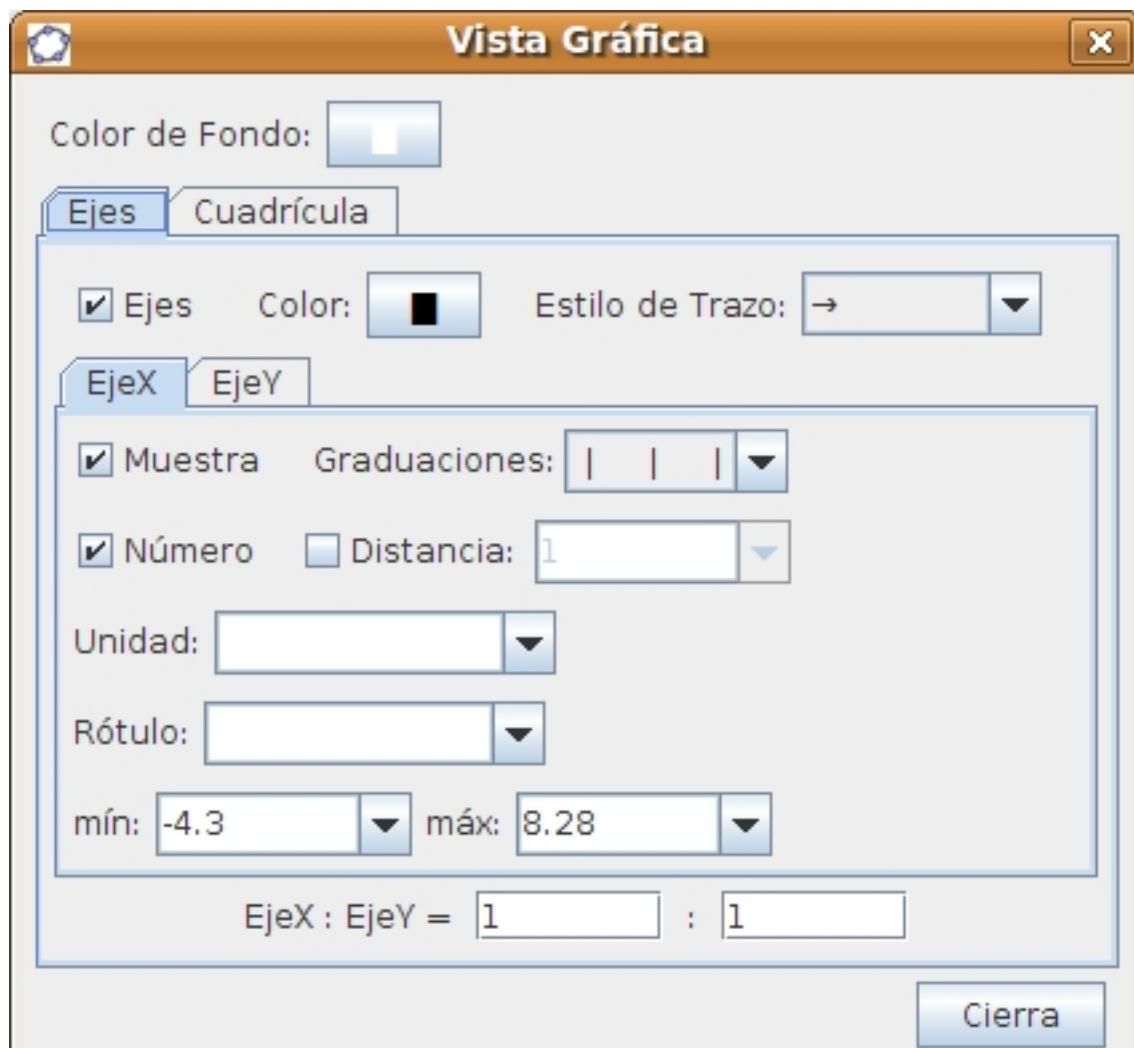 Vista Gráfica
Color de Fondo:
Ejes Cuadrícula
Ejes Color: Estilo de Trazo: →
EjeX EjeY
Muestra Graduaciones: | | |
Número Distancia: 1
Unidad:
Rótulo:
mín: -4.3 máx: 8.28
EjeX : EjeY = 1 : 1
Cierra